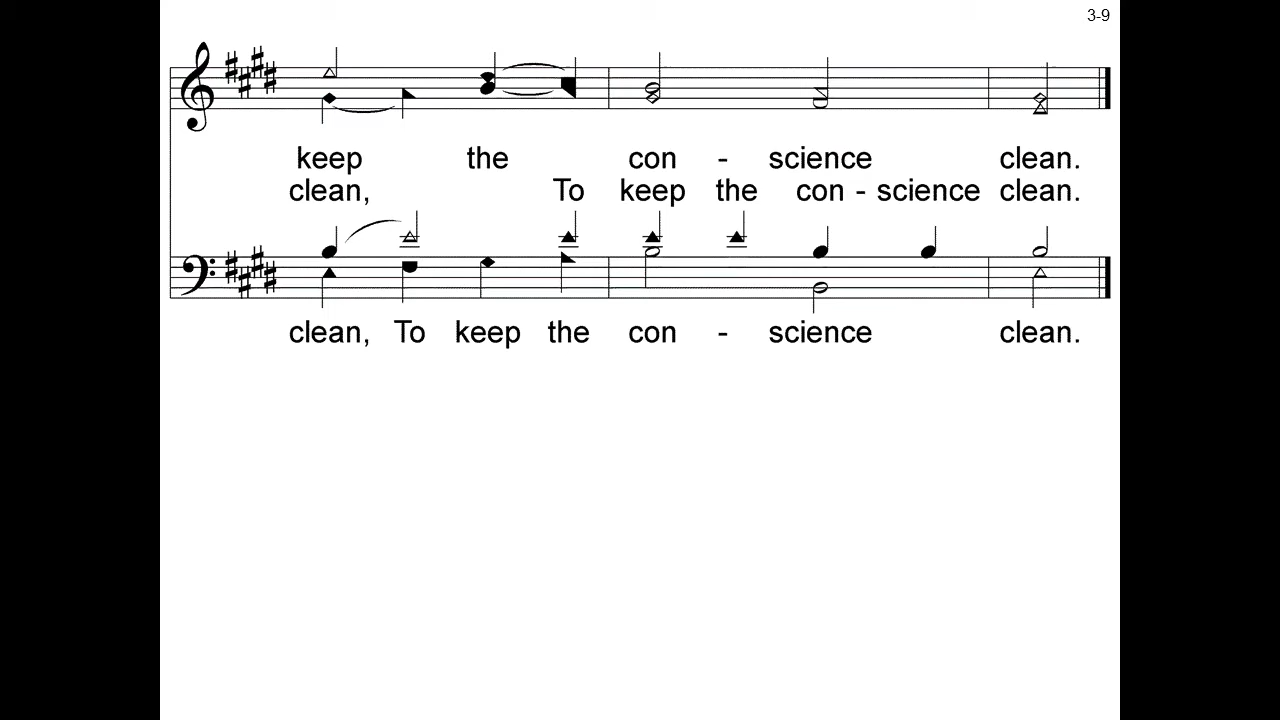 3-9
keep the con - science clean.
clean, To keep the con - science clean.
clean, To keep the con - science clean.